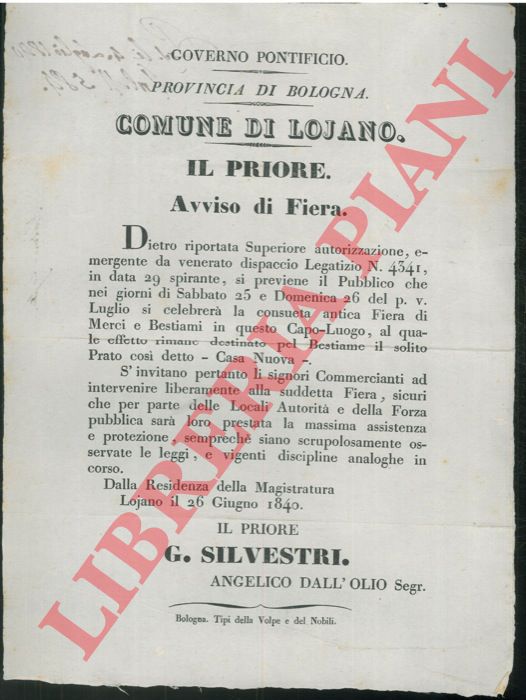 GOVERNO PONTIFICIO.
PROVINCIA DI BOLOGNA.
COMUNE DI LOJANO.
IL PRIORE.
Avviso di Fiera.
Dietro riportata Superiore autorizzazione, e-
mergente da venerato dispaccio Legatizio N. 4341,
in data 29 spirante, si previene il Pubblico che
nei giorni di Sabbato 25 e Domenica 26 del p. v.
Luglio si celebrerà la consueta antica Fiera di
Merci e Bestiami in questo Capo-Luogo, al qua-
le effetto rimane destinato pel Bestiame il solito
Prato così detto - Casa Nuova -.
S' invitano pertanto li signori Commercianti ad
intervenire liberamente alla suddetta Fiera, sicuri
che per parte delle Locali Autorità e della Forza
pubblica sarà loro prestata la massima assistenza
e protezione, sempreché siano scrupolosamente os-
servate le leggi, e vigenti discipline analoghe in
corso.
Dalla Residenza della Magistratura
Lojano il 26 Giugno 1840.
IL PRIORE
G. SILVESTRI.
ANGELICO DALL' OLIO Segr.
Bologna. Tipi della Volpe e del Nobili.
LIBRERIA PIANI